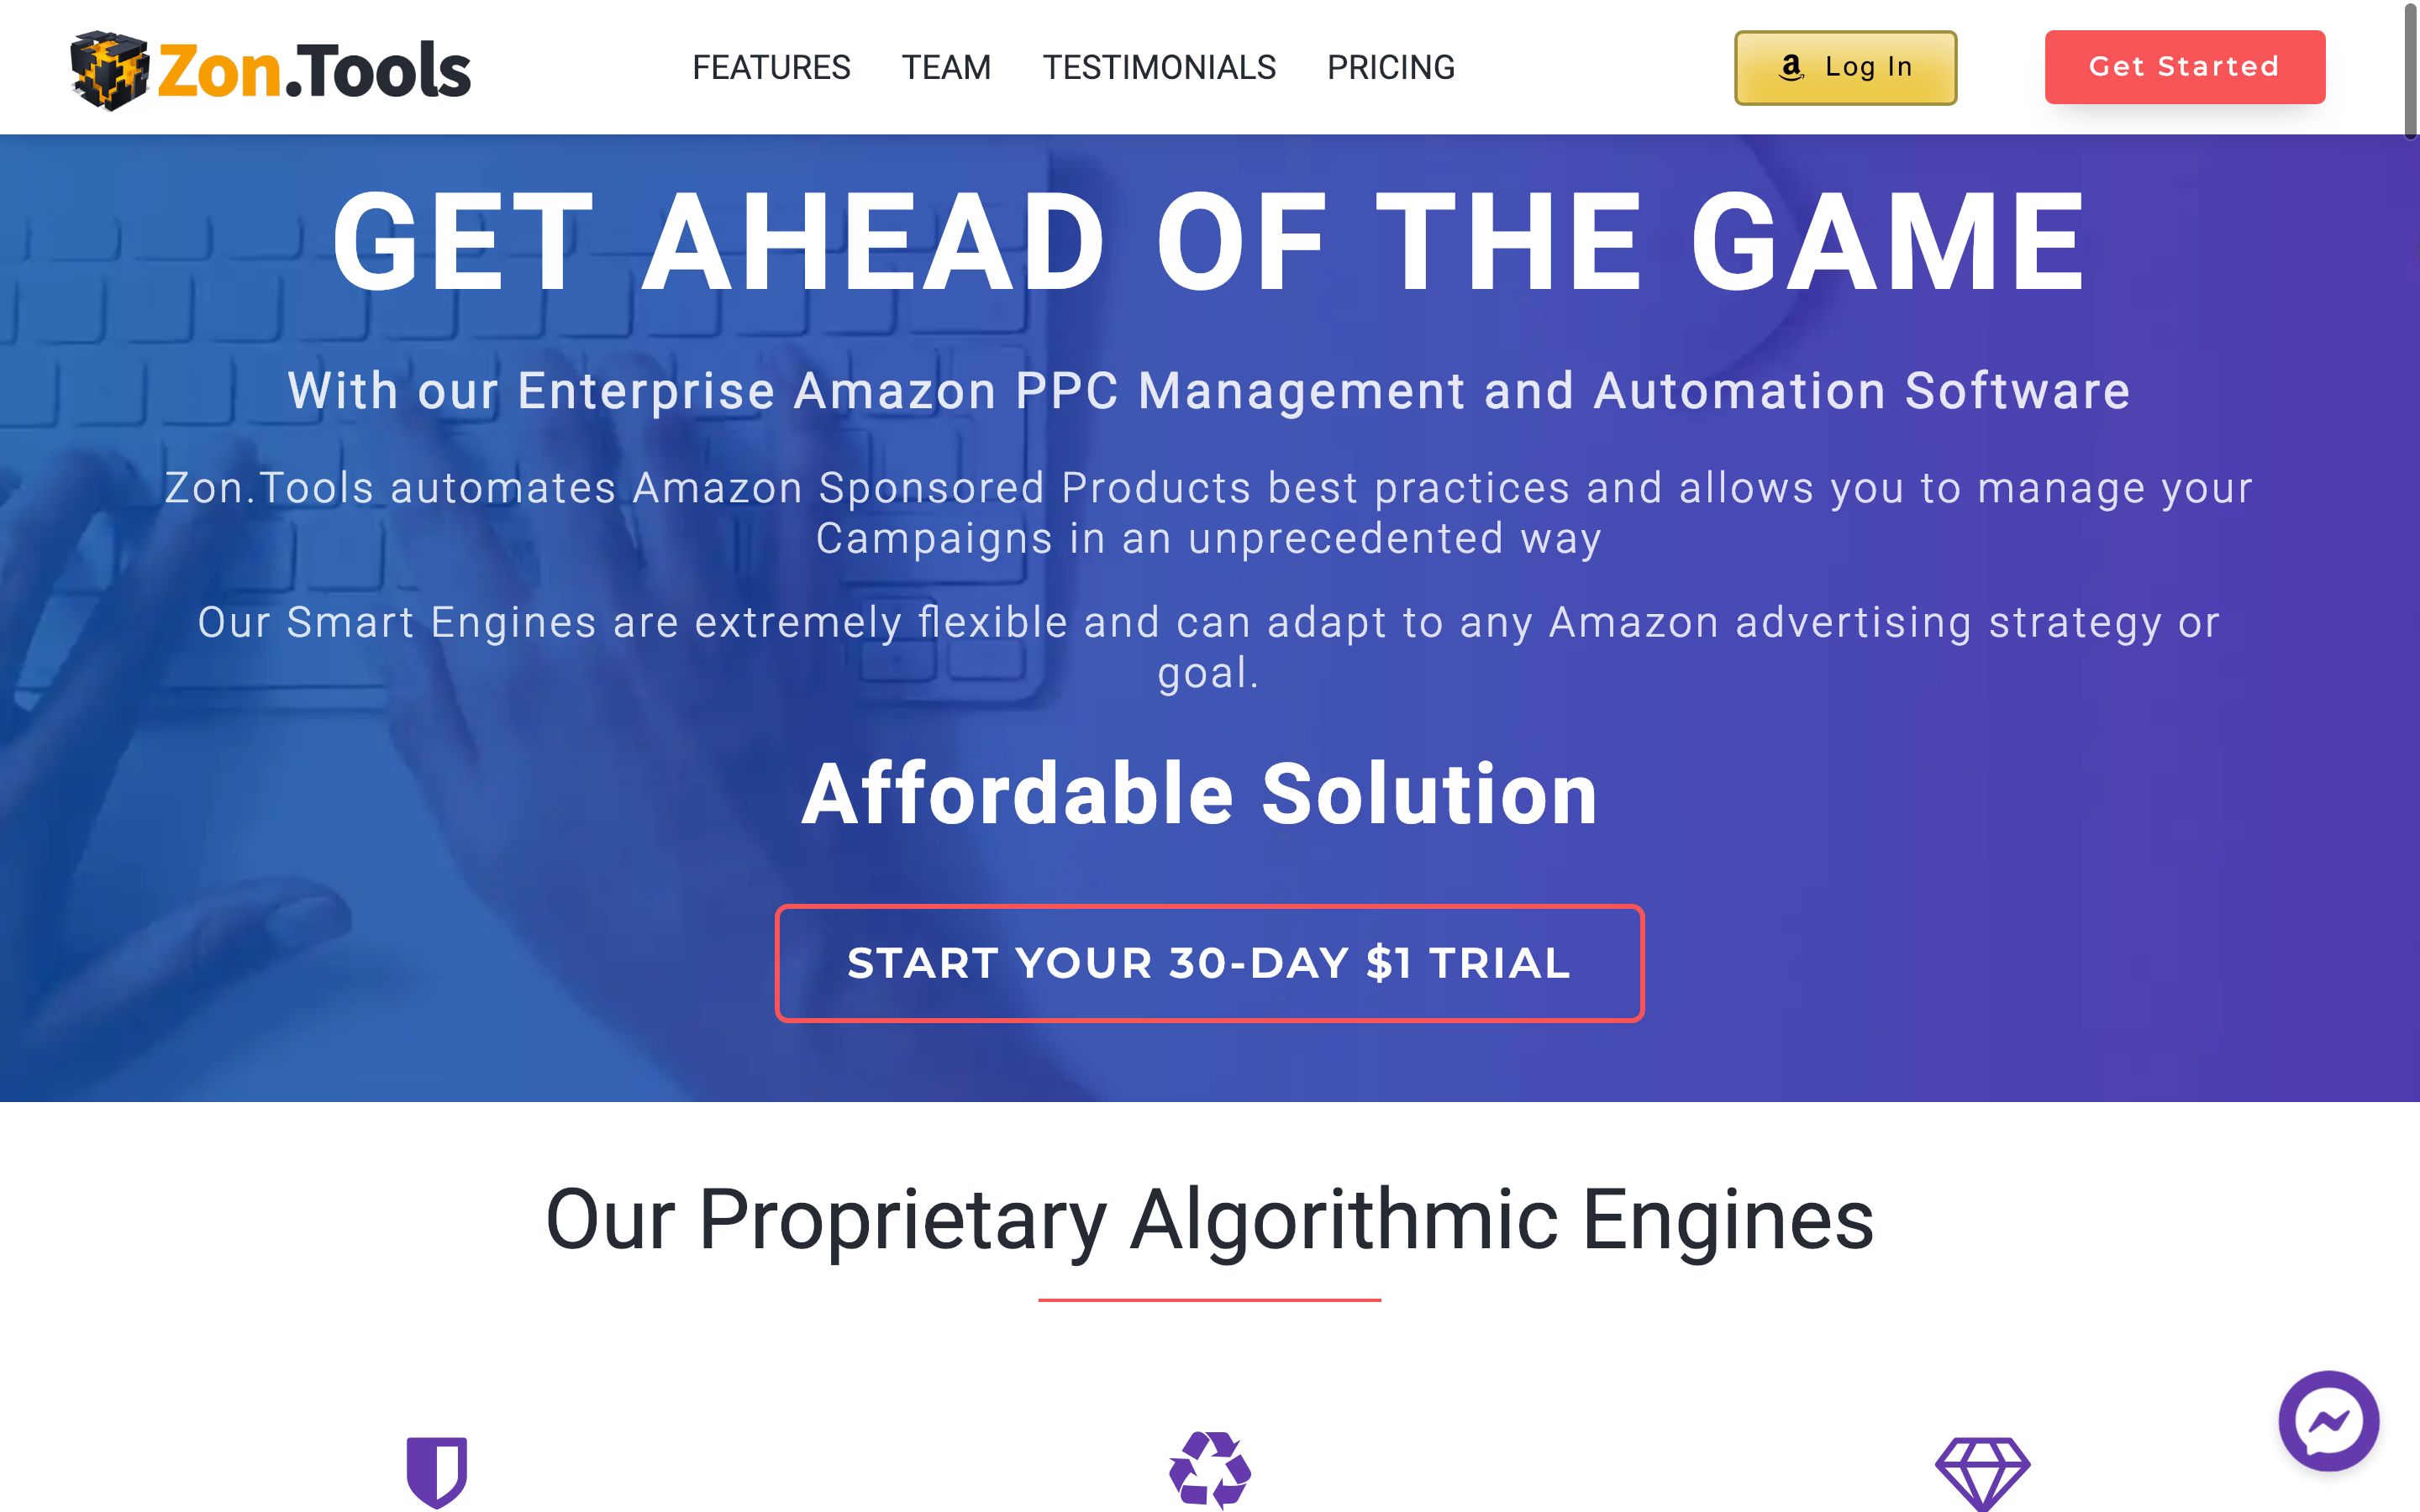 Zon.Tools
FEATURES
TEAM
TESTIMONIALS
PRICING
Log In
Get Started
GET AHEAD OF THE GAME
With our Enterprise Amazon PPC Management and Automation Software
Zon.Tools automates Amazon Sponsored Products best practices and allows you to manage your
Campaigns in an unprecedented way
Our Smart Engines are extremely flexible and can adapt to any Amazon advertising strategy or
goal.
Affordable Solution
START YOUR 30-DAY $1 TRIAL
Our Proprietary Algorithmic Engines